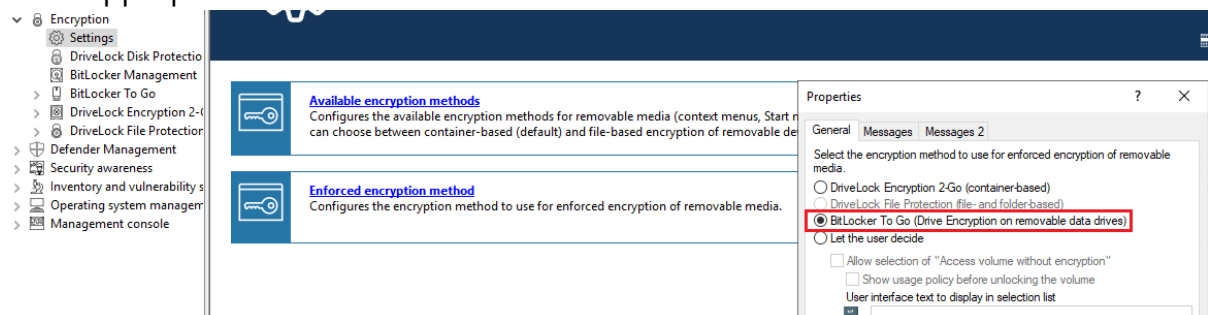 Encryption
Settings
DriveLock Disk Protectio
BitLocker Management
BitLocker To Go
DriveLock Encryption 2-(
DriveLock File Protection
Defender Management
Security awareness
Inventory and vulnerability s
Operating system managem
Management console
Available encryption methods
Configures the available encryption methods for removable media (context menus, Start n
can choose between container-based (default) and file-based encryption of removable de
Enforced encryption method
Configures the encryption method to use for enforced encryption of removable media.
Properties ? X
General Messages Messages 2
Select the encryption method to use for enforced encryption of removable
media.
DriveLock Encryption 2-Go (container-based)
DriveLock File Protection (file- and folder-based)
BitLocker To Go (Drive Encryption on removable data drives)
Let the user decide
Allow selection of "Access volume without encryption"
Show usage policy before unlocking the volume
User interface text to display in selection list